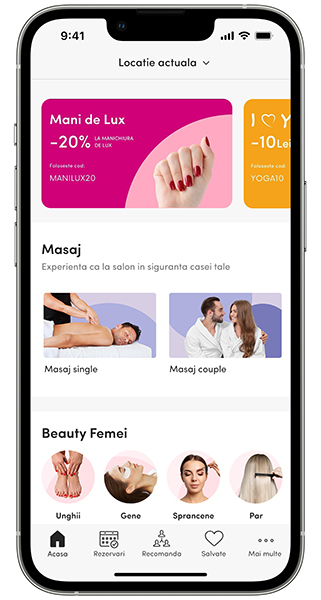 9:41
Locatie actuala
Mani de Lux
-20% LA MANICHIURA
DE LUX
Foloseste cod:
MANILUX20
I ♡ Y
-10Lei
Foloseste cod:
YOGA10
Masaj
Experienta ca la salon in siguranta casei tale
Masaj single
Masaj couple
Beauty Femei
Unghii
Gene
Sprancene
Par
Acasa
Rezervari
Recomanda
Salvate
Mai multe